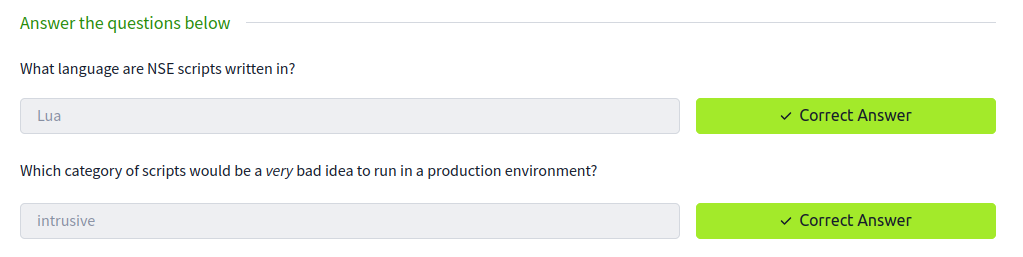 Answer the questions below
What language are NSE scripts written in?
Lua
✓ Correct Answer
Which category of scripts would be a very bad idea to run in a production environment?
intrusive
✓ Correct Answer